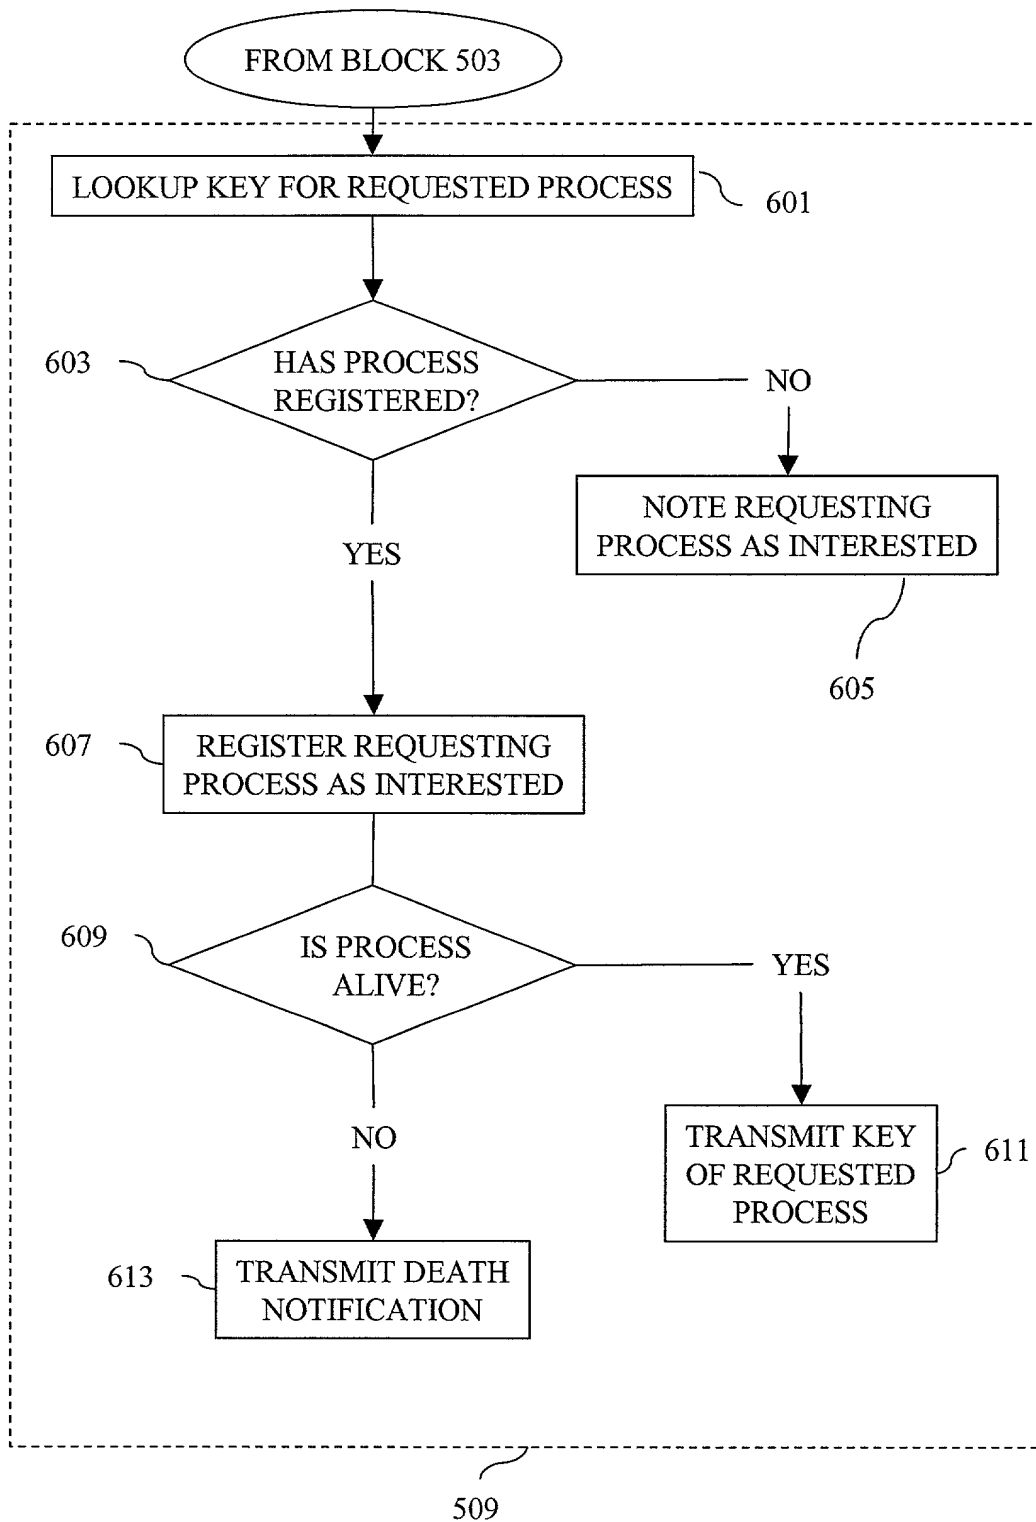 FROM BLOCK 503
LOOKUP KEY FOR REQUESTED PROCESS
601
603
HAS PROCESS
REGISTERED?
NO
NOTE REQUESTING
PROCESS AS INTERESTED
YES
605
607
REGISTER REQUESTING
PROCESS AS INTERESTED
609
IS PROCESS
ALIVE?
YES
NO
TRANSMIT KEY
OF REQUESTED
PROCESS
611
613
TRANSMIT DEATH
NOTIFICATION
509